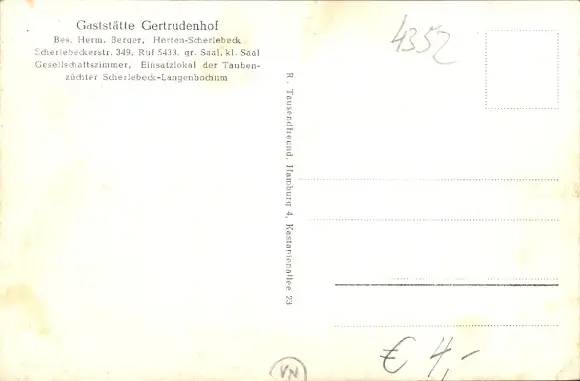 Gaststätte Gertrudenhof
Bes. Herm. Berger, Herten-Scherlebeck
Scherlebeckerstr. 349, Ruf 5433, gr. Saal, kl. Saal
Gesellschaftszimmer, Einsatzlokal der Tauben-
züchter Scherlebeck-Langenbochum
4352
R. Tausendfreund, Hamburg 4, Kastanienallee 23
€ 4,-
VN